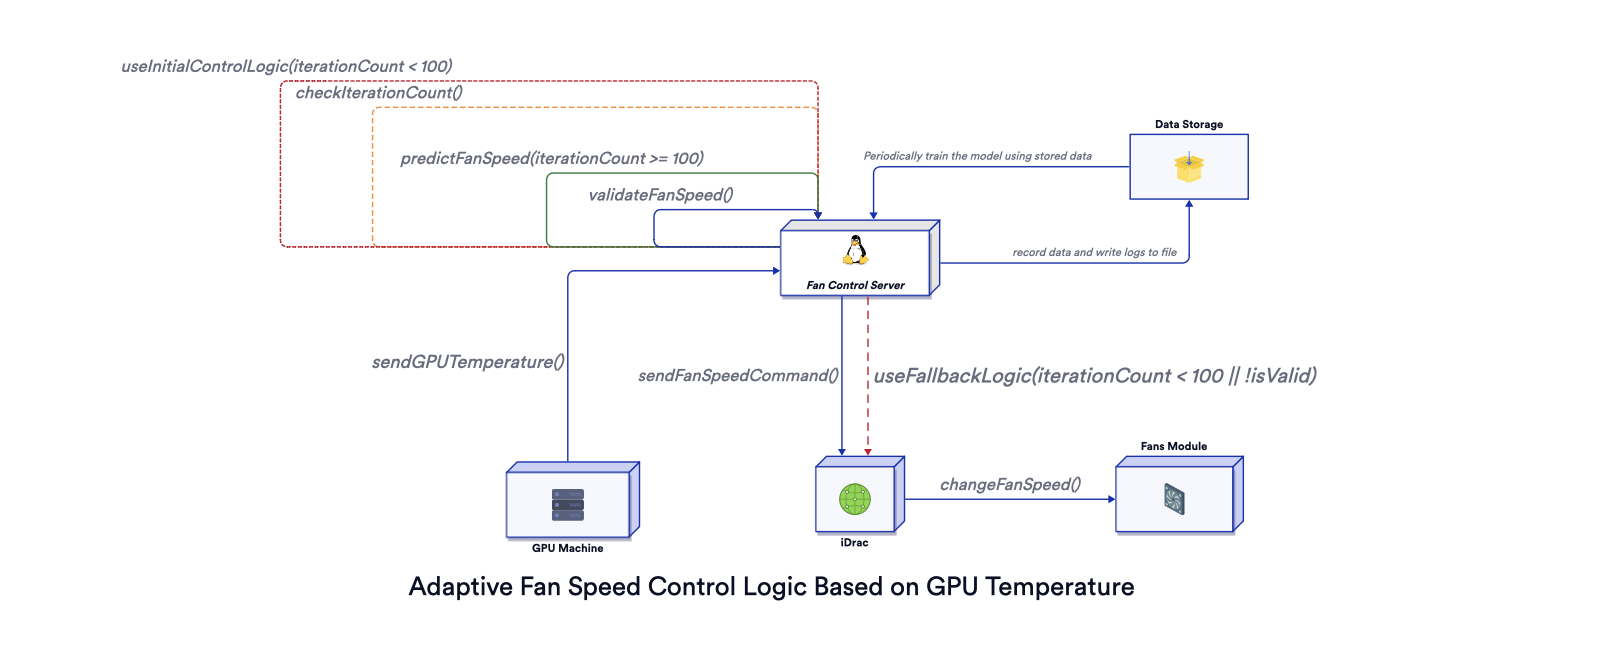 useInitialControlLogic(iterationCount < 100)
checkIterationCount()
Data Storage
predictFanSpeed(iterationCount >= 100)
Periodically train the model using stored data
validateFanSpeed()
record data and write logs to file
Fan Control Server
sendGPUTemperature()
sendFanSpeedCommand()
useFallbackLogic(iterationCount < 100 || !isValid)
Fans Module
changeFanSpeed()
GPU Machine
iDrac
Adaptive Fan Speed Control Logic Based on GPU Temperature